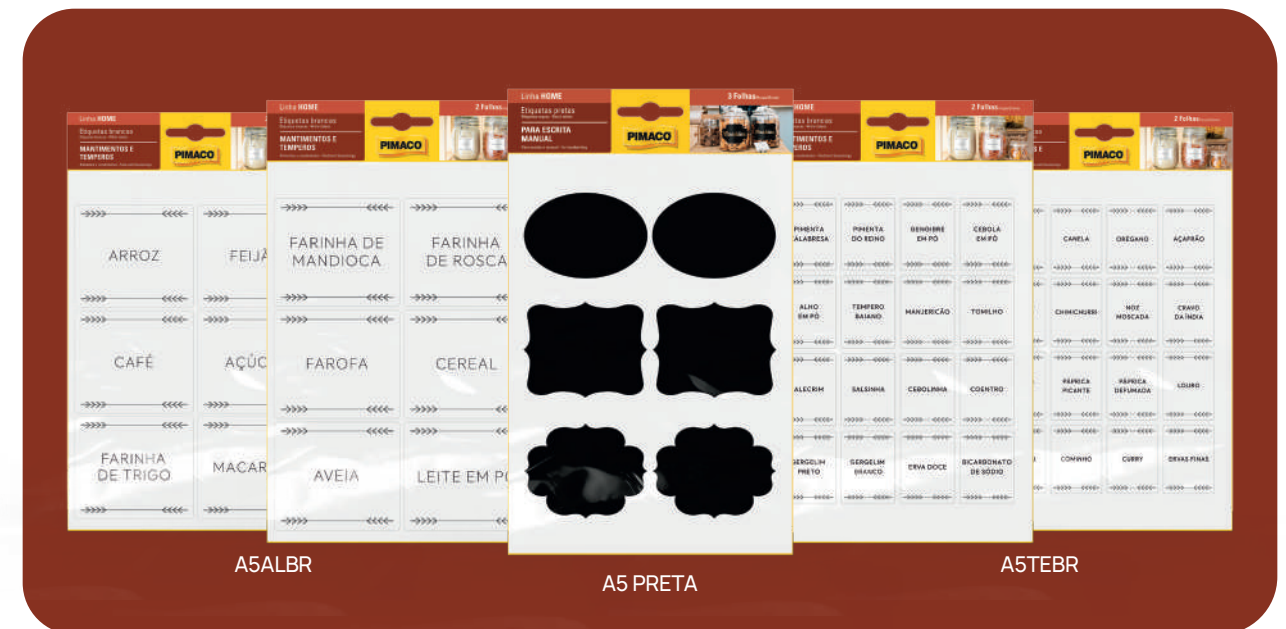 Linha HOME
Etiquetas brancas
MANTIMENTOS E
TEMPEROS
PIMACO
ARROZ
FEIJÃ
CAFÉ
AÇÚC
FARINHA
DE TRIGO
MACAR
Linha HOME
2 Folhas
Etiquetas brancas
MANTIMENTOS E
TEMPEROS
PIMACO
FARINHA DE
MANDIOCA
FARINHA
DE ROSCA
FAROFA
CEREAL
AVEIA
LEITE EM P
Linha HOME
3 Folhas
Etiquetas pretas
PARA ESCRITA
MANUAL
PIMACO
HOME
2 Folhas
MANTIMENTOS E
PIMACO
PIMENTA
CALABRESA
PIMENTA
DO REINO
GENGIBRE
EM PÓ
CEBOLA
EM PÓ
ALHO
EM PÓ
TEMPERO
BAIANO
MANJERICÃO
TOMILHO
ALECRIM
SALSINHA
CEBOLINHA
COENTRO
GERGELIM
PRETO
GERGELIM
BRANCO
ERVA DOCE
BICARBONATO
DE SÓDIO
2 Folhas
PIMACO
CANELA
ORÉGANO
AÇAFRÃO
CHIMICHURRI
NOZ
MOSCADA
CRAVO
DA ÍNDIA
PÁPRICA
PICANTE
PÁPRICA
DEFUMADA
LOURO
COMINHO
CURRY
ERVAS FINAS
A5ALBR
A5 PRETA
A5TEBR